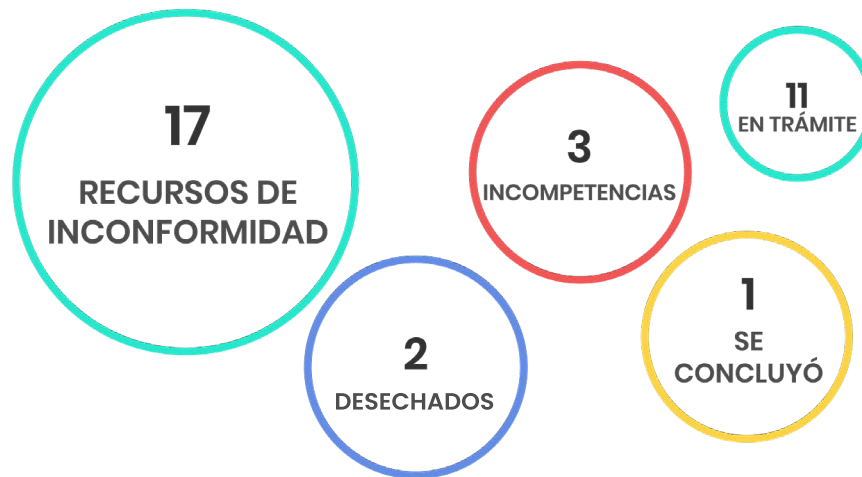 17
RECURSOS DE
INCONFORMIDAD
2
DESECHADOS
3
INCOMPETENCIAS
11
EN TRÁMITE
1
SE
CONCLUYÓ